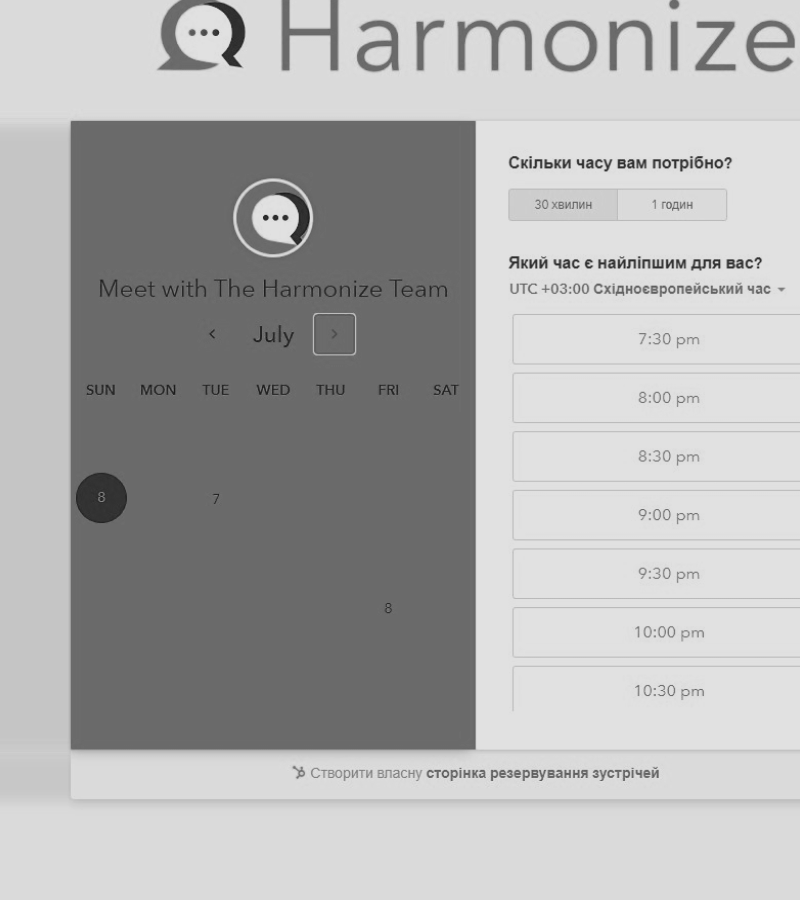 Harmonize
Meet with The Harmonize Team
July
SUN MON TUE WED THU FRI SAT
8 7
8
Скільки часу вам потрібно?
30 хвилин 1 годин
Який час є найліпшим для вас?
UTC +03:00 Східноєвропейський час
7:30 pm
8:00 pm
8:30 pm
9:00 pm
9:30 pm
10:00 pm
10:30 pm
Створити власну сторінка резервування зустрічей